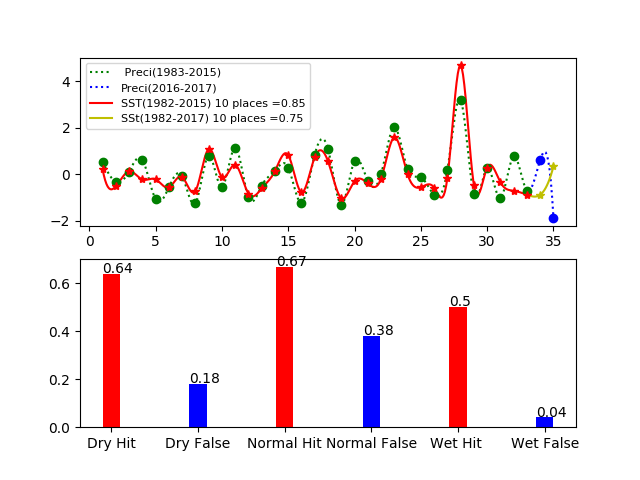 Preci(1983-2015)
Preci(2016-2017)
SST(1982-2015) 10 places =0.85
SSt(1982-2017) 10 places =0.75
4
2
0
−2
0 5 10 15 20 25 30 35
0.6
0.4
0.2
0.0
0.64
0.18
0.67
0.38
0.5
0.04
Dry Hit Dry False Normal Hit Normal False Wet Hit Wet False